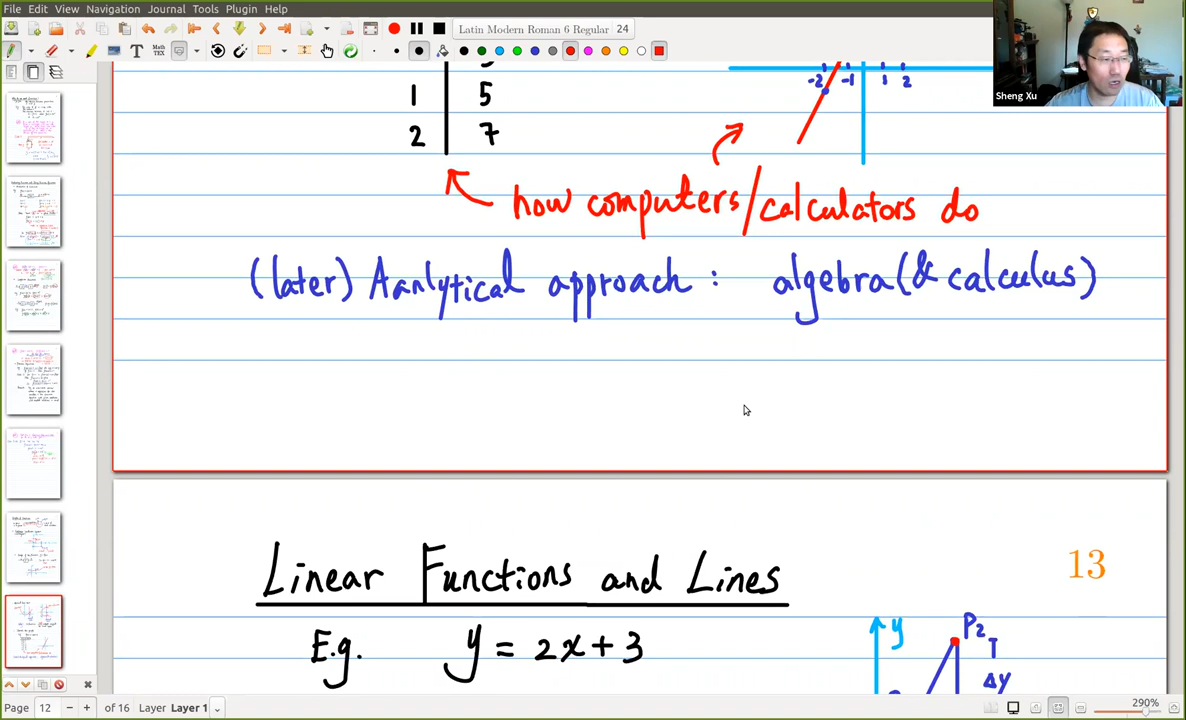 File Edit View Navigation Journal Tools Plugin Help
Latin Modern Roman 6 Regular 24
Math TEX
Sheng Xu
-2 -1 1 2
1 5
2 7
how computers/calculators do
(later) Aanlytical approach : algebra (& calculus)
Linear Functions and Lines
13
E.g. y = 2x + 3
y
P2
Δy
Page 12 of 16 Layer Layer 1
290%